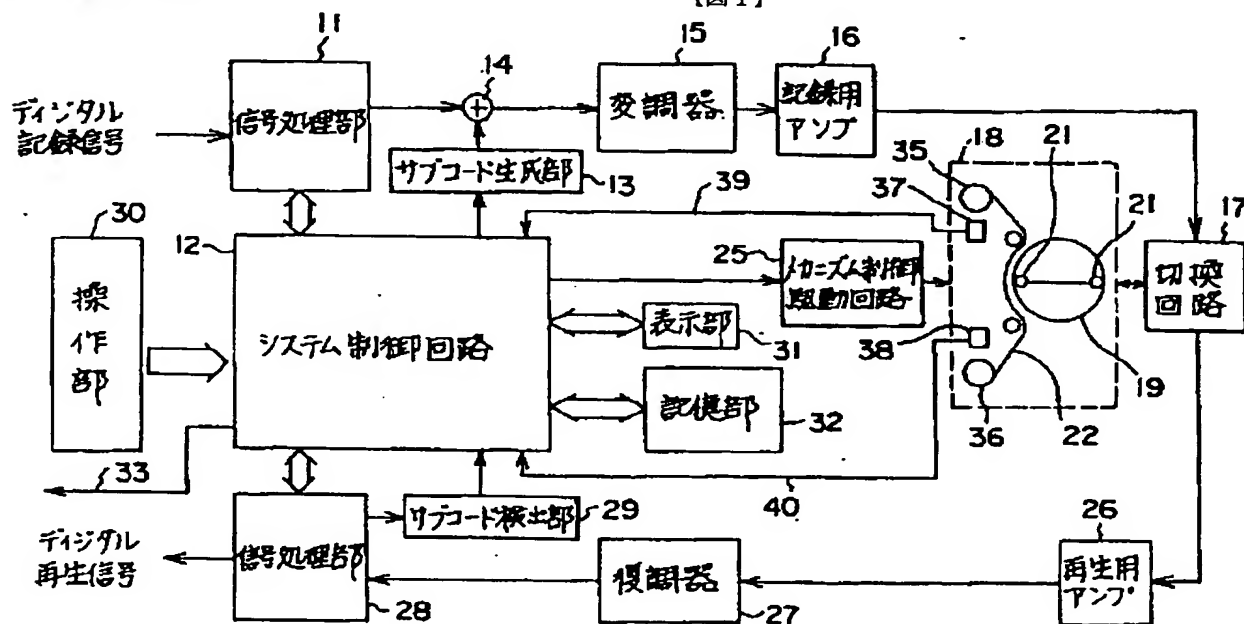 【図1】
11
15
16
14
ディジタル
記録信号
信号処理部
変調器
記録用
アンプ
サブコード生成部
13
18
35
21
37
39
21
17
30
12
25
操作部
システム制御回路
メカニズム制御
駆動回路
切換
回路
表示部
31
38
19
記憶部
32
36
22
33
40
サブコード検出部
29
26
ディジタル
再生信号
信号処理部
復調器
再生用
アンプ
28
27